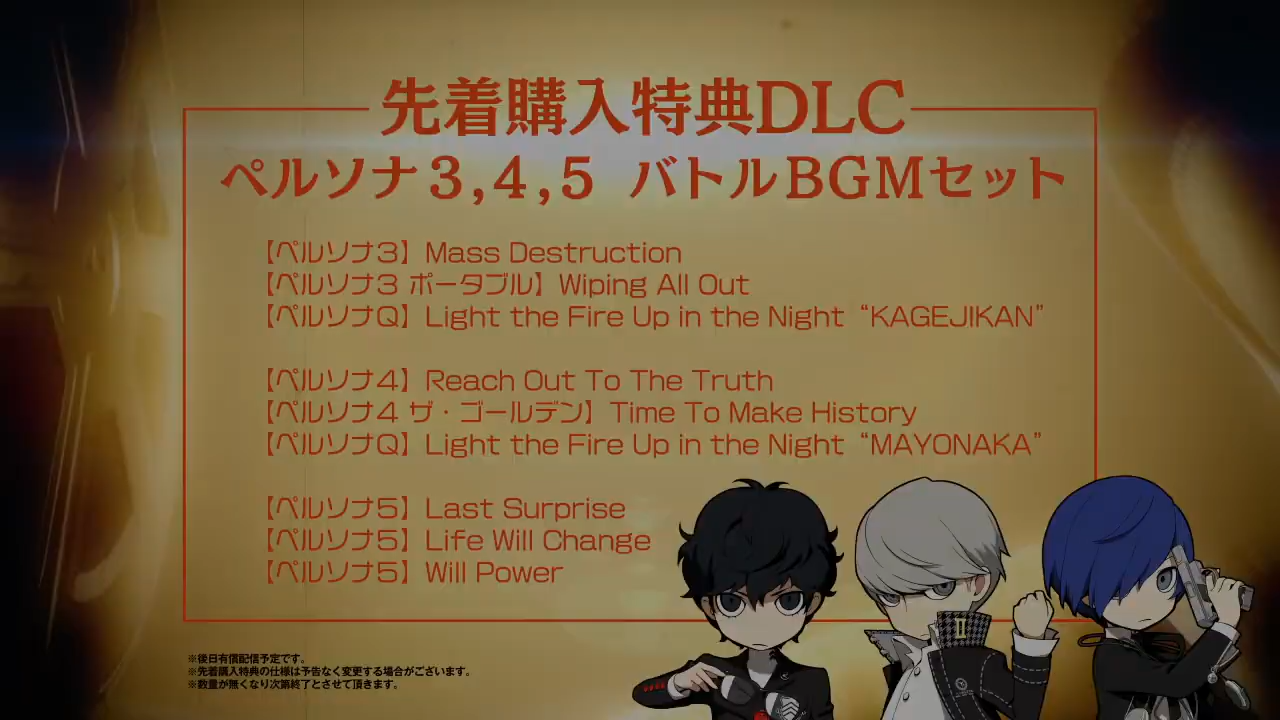 先着購入特典DLC
ペルソナ3,4,5 バトルBGMセット
【ペルソナ3】Mass Destruction
【ペルソナ3 ポータブル】Wiping All Out
【ペルソナQ】Light the Fire Up in the Night “KAGEJIKAN”
【ペルソナ4】Reach Out To The Truth
【ペルソナ4 ザ・ゴールデン】Time To Make History
【ペルソナQ】Light the Fire Up in the Night “MAYONAKA”
【ペルソナ5】Last Surprise
【ペルソナ5】Life Will Change
【ペルソナ5】Will Power
※後日有償配信予定です。
※先着購入特典の仕様は予告なく変更する場合がございます。
※数量が無くなり次第終了とさせて頂きます。